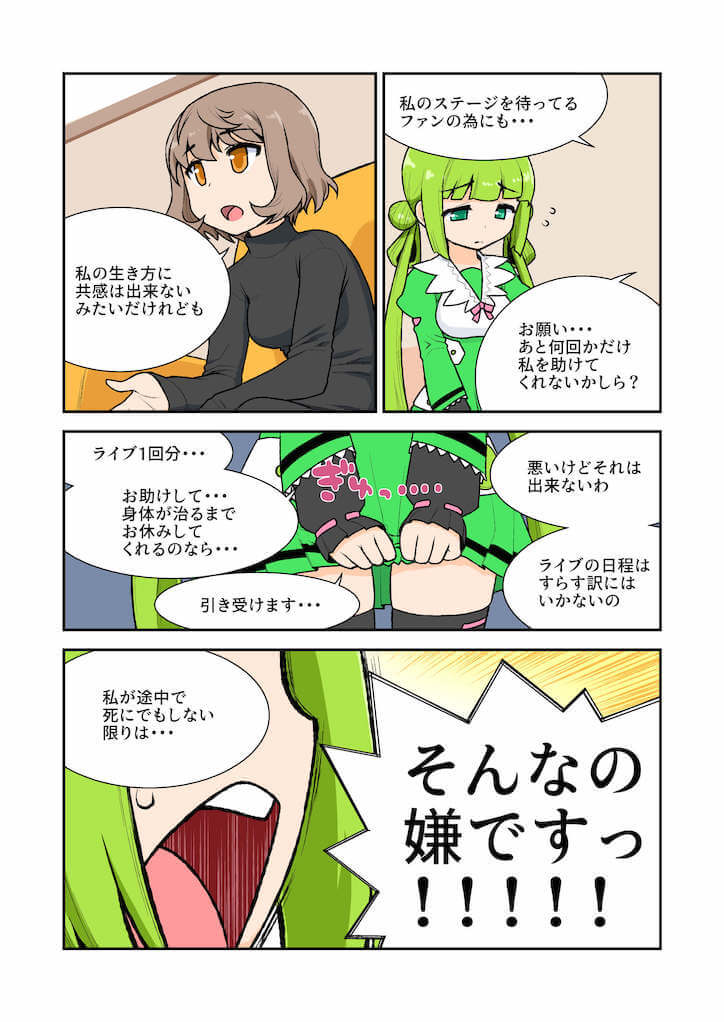 私の生き方に
共感は出来ない
みたいだけれども
私のステージを待ってる
ファンの為にも・・・
お願い・・・
あと何回かだけ
私を助けて
くれないかしら？
ライブ1回分・・・
お助けして・・・
身体が治るまで
お休みして
くれるのなら・・・
引き受けます・・・
ぎゅっ・・・・・
悪いけどそれは
出来ないわ
ライブの日程は
ずらす訳には
いかないの
私が途中で
死にでもしない
限りは・・・
そんなの
嫌ですっ
！！！！！